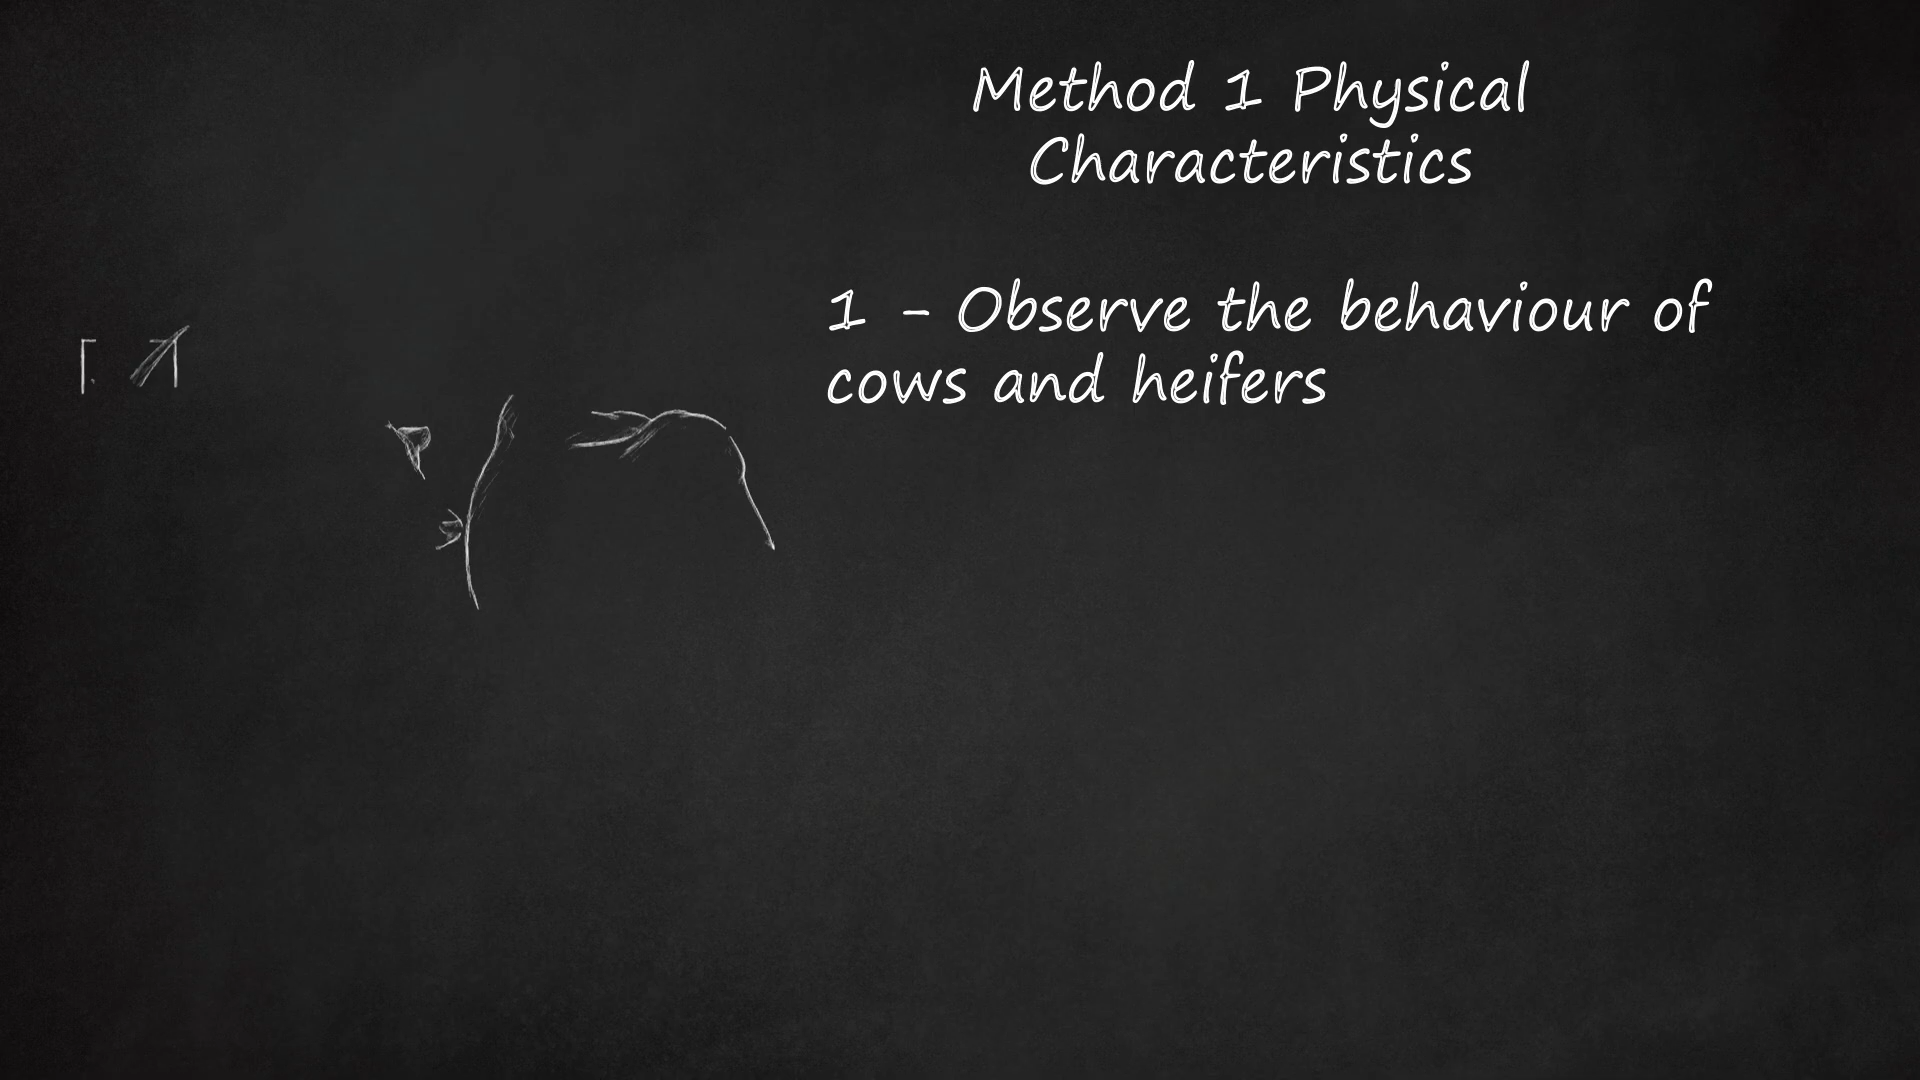 Method 1 Physical
Characteristics
1 - Observe the behaviour of
cows and heifers